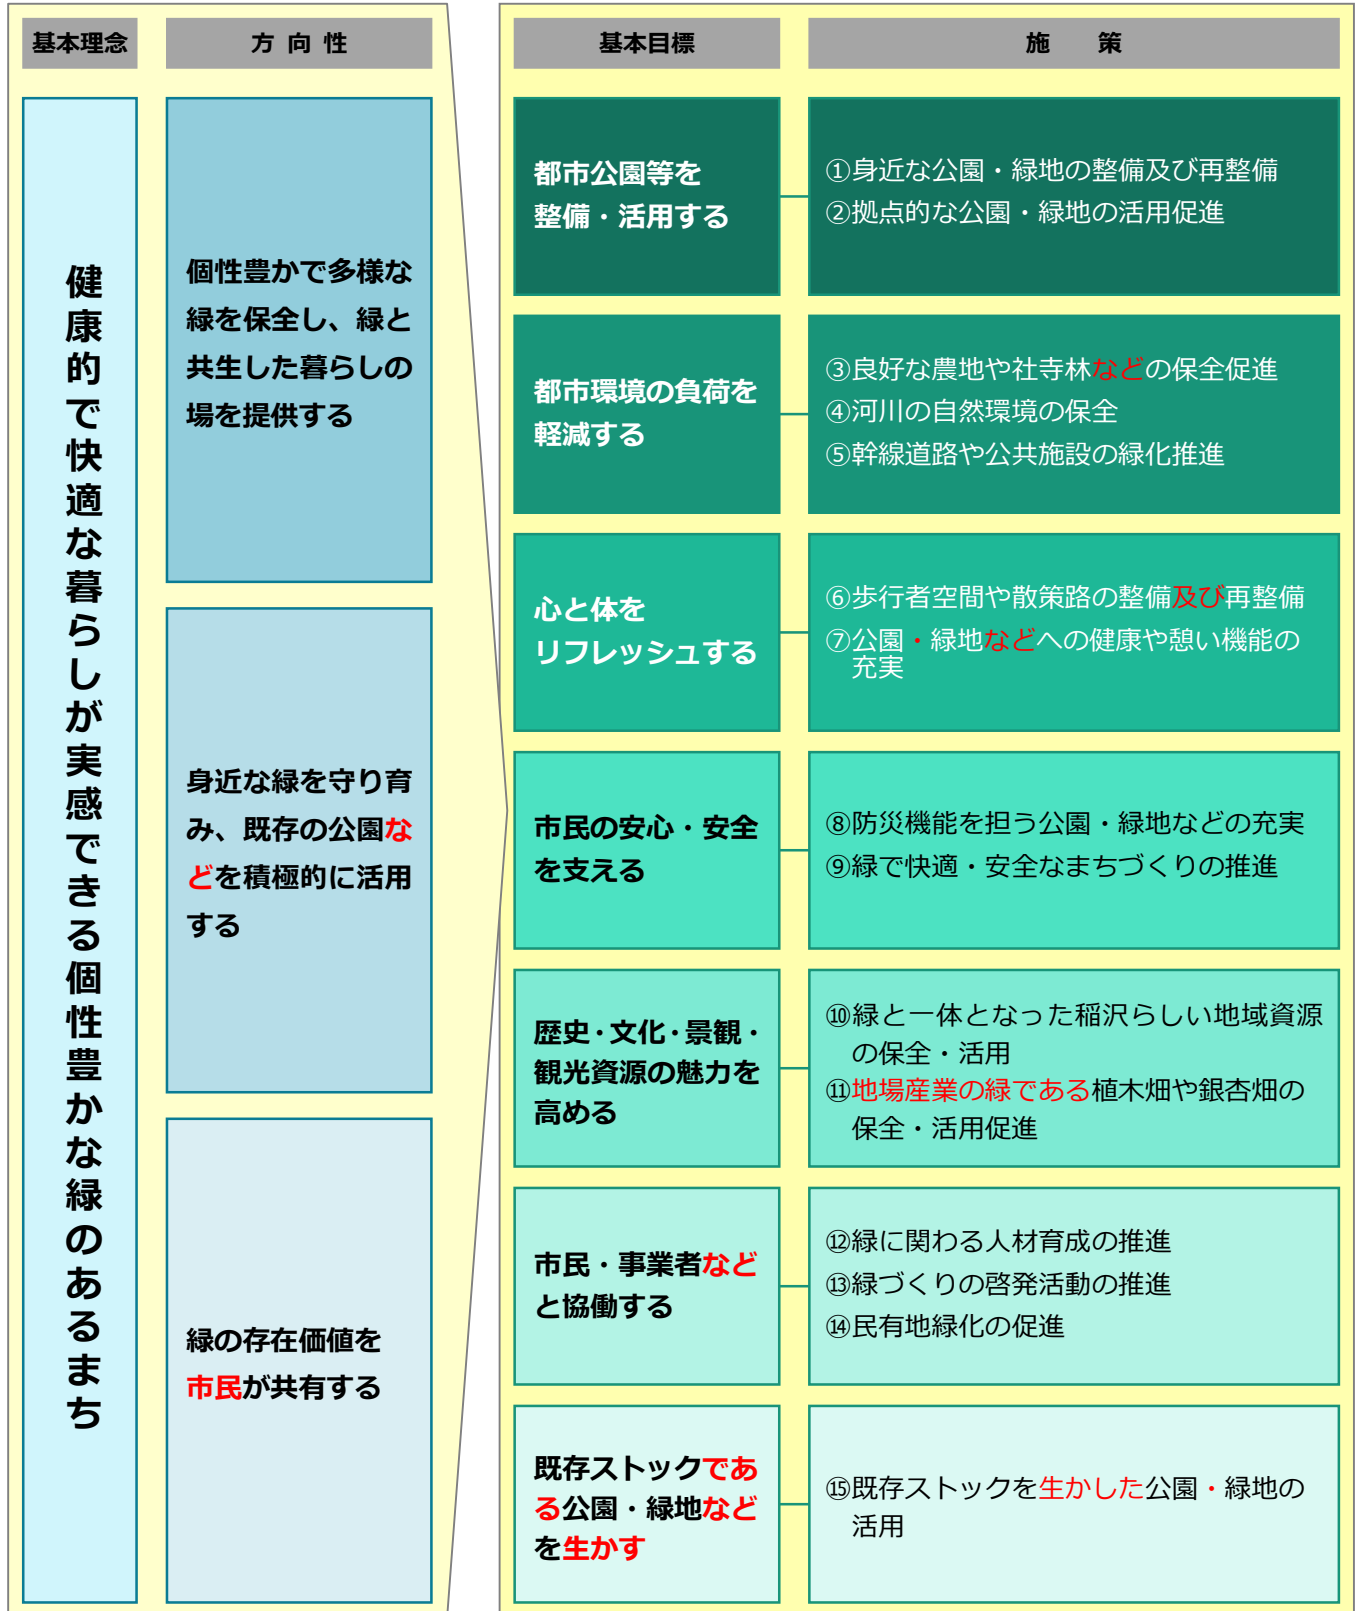 基本理念
方向性
基本目標
施策
健康的で快適な暮らしが実感できる個性豊かな緑のあるまち
個性豊かで多様な
緑を保全し、緑と
共生した暮らしの
場を提供する
身近な緑を守り育
み、既存の公園な
どを積極的に活用
する
緑の存在価値を
市民が共有する
都市公園等を
整備・活用する
①身近な公園・緑地の整備及び再整備
②拠点的な公園・緑地の活用促進
都市環境の負荷を
軽減する
③良好な農地や社寺林などの保全促進
④河川の自然環境の保全
⑤幹線道路や公共施設の緑化推進
心と体を
リフレッシュする
⑥歩行者空間や散策路の整備及び再整備
⑦公園・緑地などへの健康や憩い機能の
充実
市民の安心・安全
を支える
⑧防災機能を担う公園・緑地などの充実
⑨緑で快適・安全なまちづくりの推進
歴史・文化・景観・
観光資源の魅力を
高める
⑩緑と一体となった稲沢らしい地域資源
の保全・活用
⑪地場産業の緑である植木畑や銀杏畑の
保全・活用促進
市民・事業者など
と協働する
⑫緑に関わる人材育成の推進
⑬緑づくりの啓発活動の推進
⑭民有地緑化の促進
既存ストックであ
る公園・緑地など
を生かす
⑮既存ストックを生かした公園・緑地の
活用